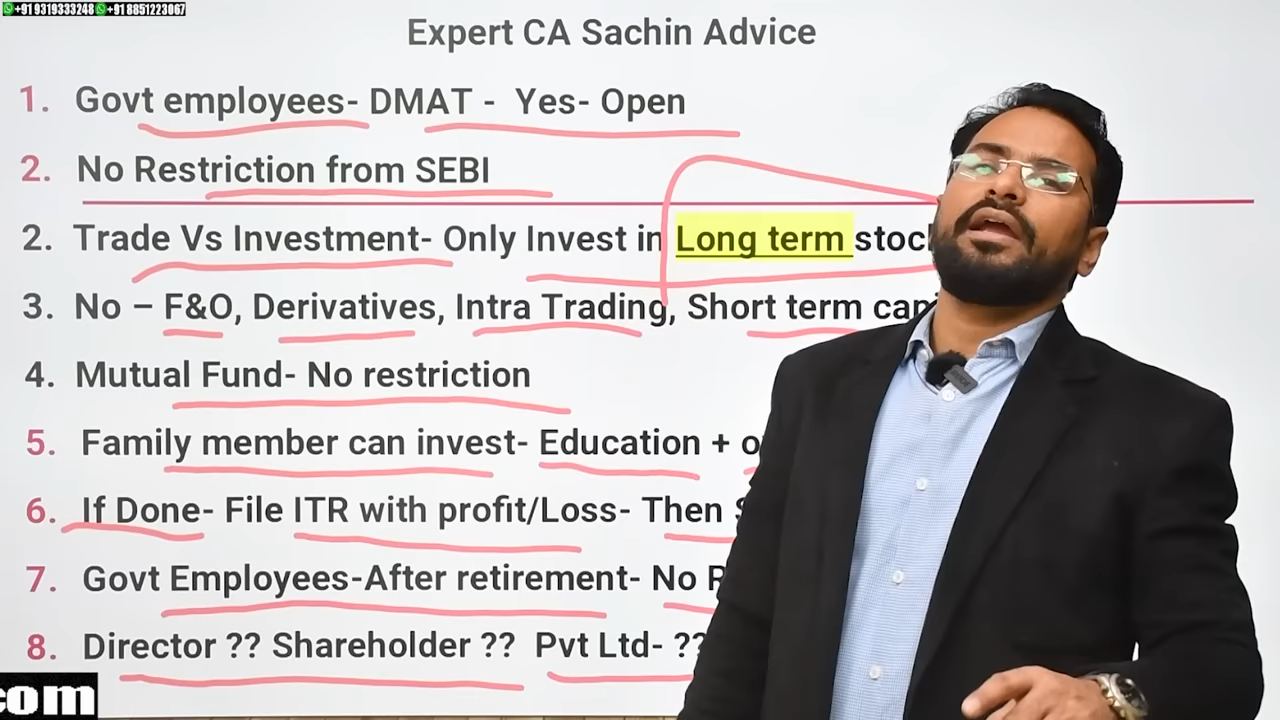 +91 9319333248 +91 8851223067
Expert CA Sachin Advice
1. Govt employees- DMAT - Yes- Open
2. No Restriction from SEBI
2. Trade Vs Investment- Only Invest in Long term
3. No – F&O, Derivatives, Intra Trading, Short term
4. Mutual Fund- No restriction
5. Family member can invest- Education +
6. If Done- File ITR with profit/Loss- Then
7. Govt Employees-After retirement- No
8. Director ?? Shareholder ?? Pvt Ltd- ??
com